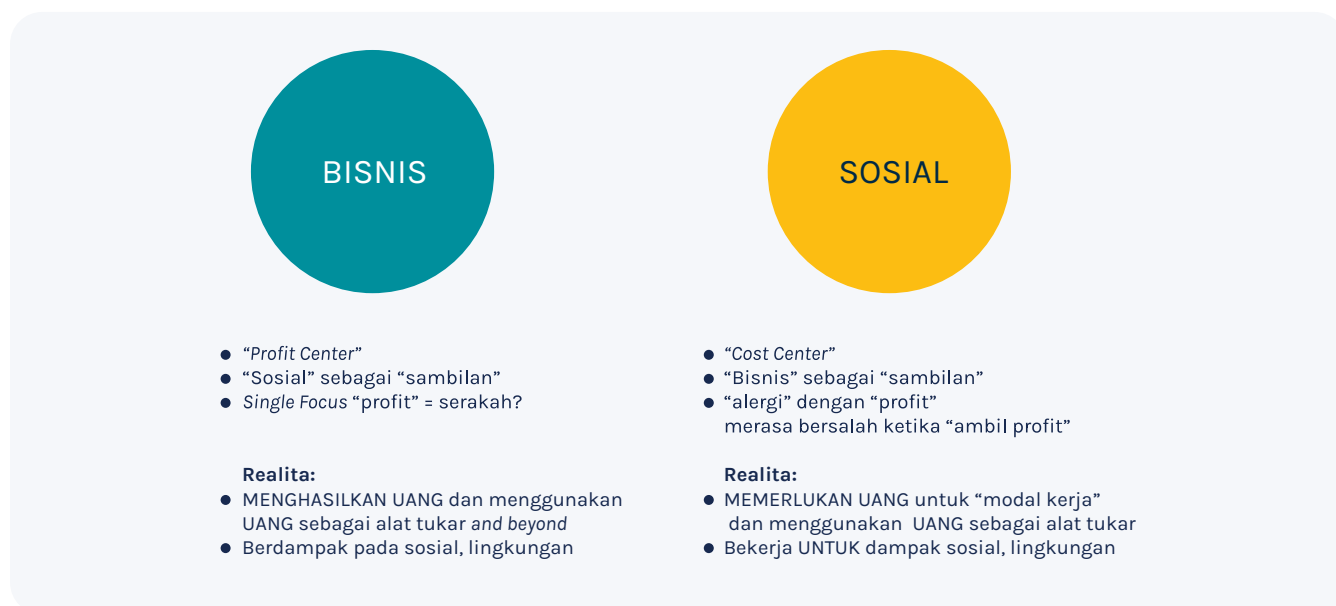 BISNIS
SOSIAL
● “Profit Center”
● “Sosial” sebagai “sambilan”
● Single Focus “profit” = serakah?
Realita:
● MENGHASILKAN UANG dan menggunakan
UANG sebagai alat tukar and beyond
● Berdampak pada sosial, lingkungan
● “Cost Center”
● “Bisnis” sebagai “sambilan”
● “alergi” dengan “profit”
merasa bersalah ketika “ambil profit”
Realita:
● MEMERLUKAN UANG untuk “modal kerja”
dan menggunakan UANG sebagai alat tukar
● Bekerja UNTUK dampak sosial, lingkungan